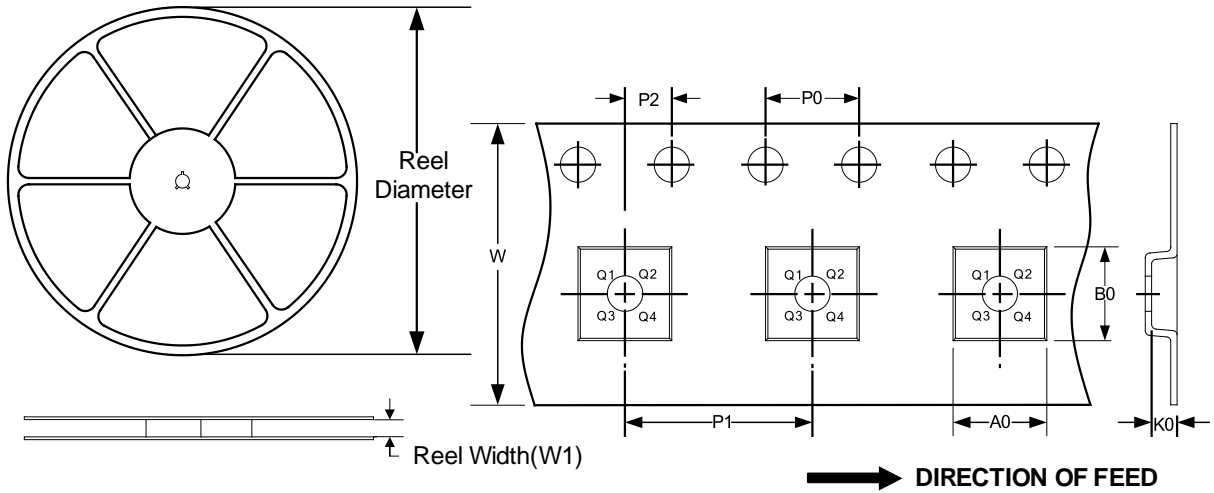 P2
P0
Reel
Diameter
W
Q1 Q2
Q3 Q4
Q1 Q2
Q3 Q4
Q1 Q2
Q3 Q4
B0
P1
A0
K0
Reel Width(W1)
DIRECTION OF FEED